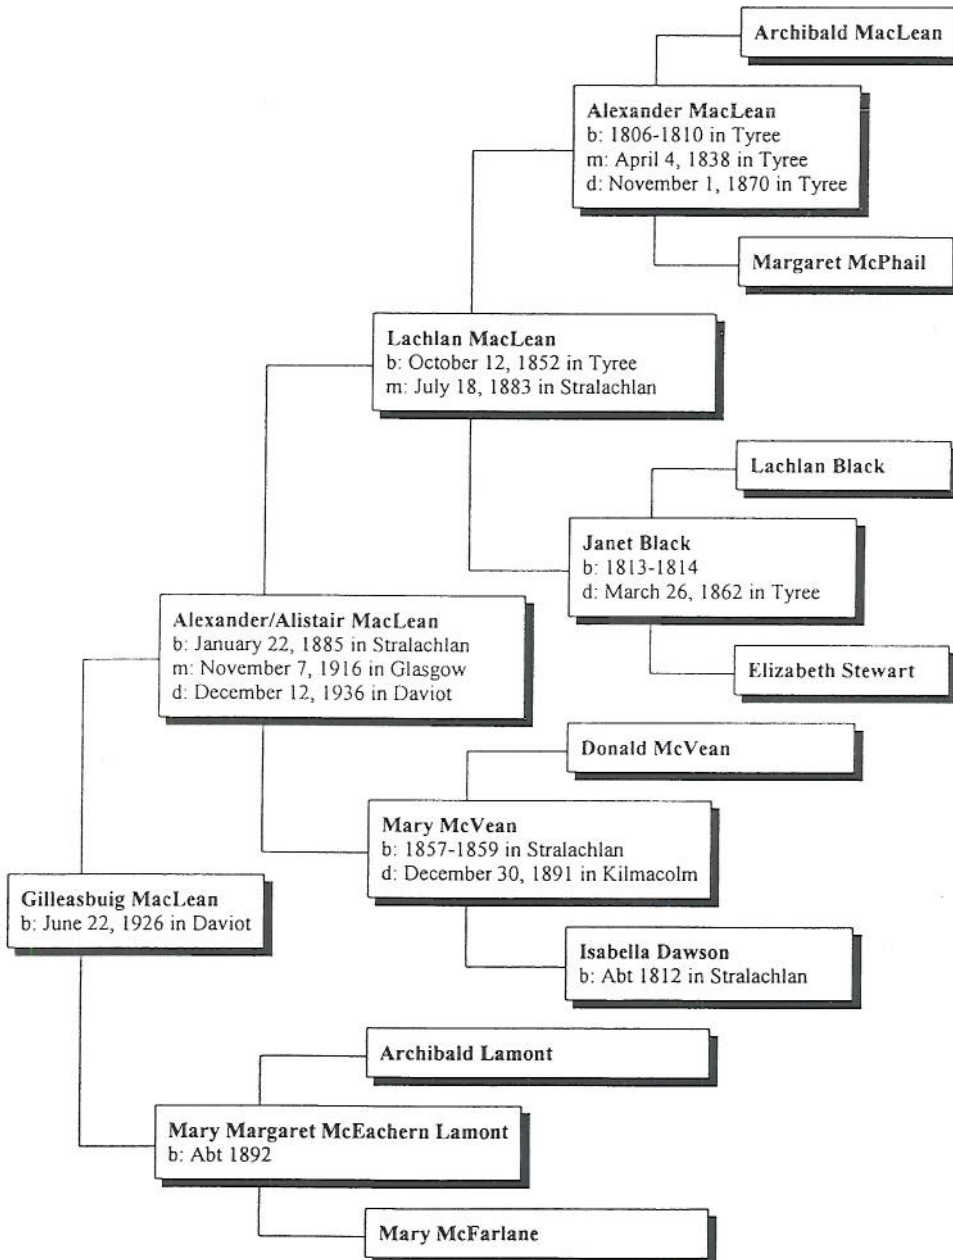 Archibald MacLean
Alexander MacLean
b: 1806-1810 in Tyree
m: April 4, 1838 in Tyree
d: November 1, 1870 in Tyree
Margaret McPhail
Lachlan MacLean
b: October 12, 1852 in Tyree
m: July 18, 1883 in Stralachlan
Lachlan Black
Janet Black
b: 1813-1814
d: March 26, 1862 in Tyree
Alexander/Alistair MacLean
b: January 22, 1885 in Stralachlan
m: November 7, 1916 in Glasgow
d: December 12, 1936 in Daviot
Elizabeth Stewart
Donald McVean
Mary McVean
b: 1857-1859 in Stralachlan
d: December 30, 1891 in Kilmacolm
Gilleasbuig MacLean
b: June 22, 1926 in Daviot
Isabella Dawson
b: Abt 1812 in Stralachlan
Archibald Lamont
Mary Margaret McEachern Lamont
b: Abt 1892
Mary McFarlane